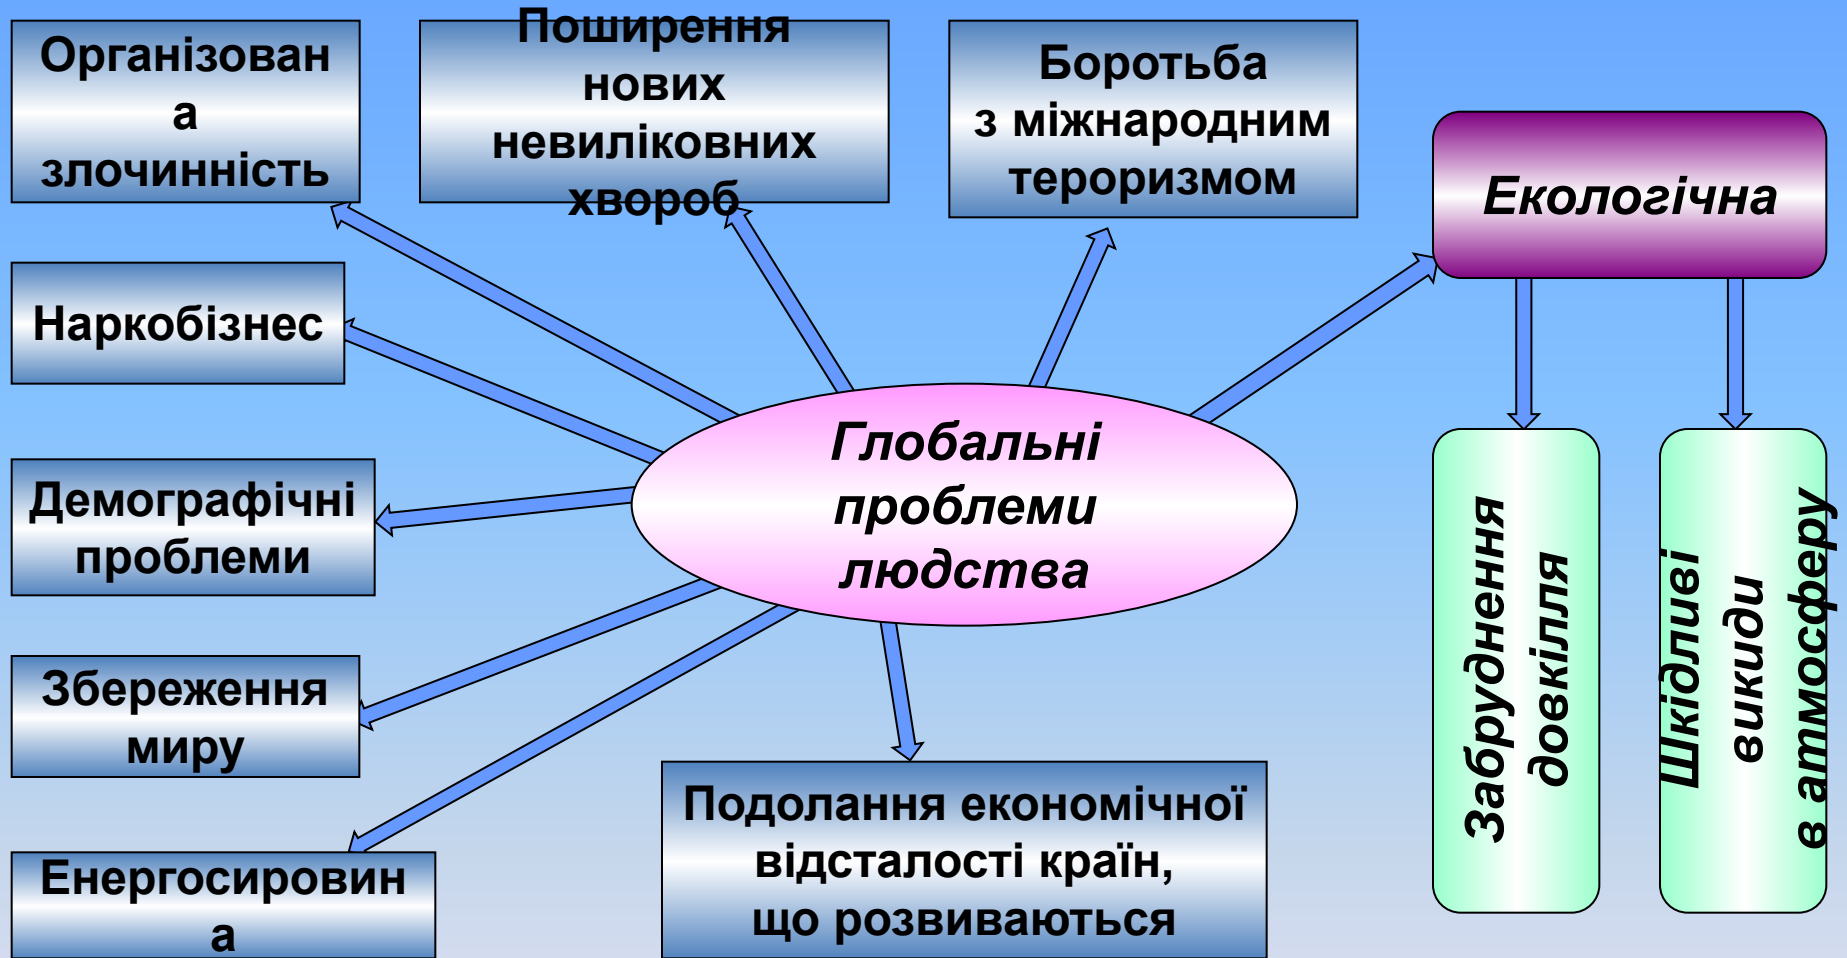 Організован
а
злочинність
Поширення
нових
невиліковних
хвороб
Боротьба
з міжнародним
тероризмом
Екологічна
Наркобізнес
Глобальні
проблеми
людства
Демографічні
проблеми
Збереження
миру
Енергосировин
а
Подолання економічної
відсталості країн,
що розвиваються
Забруднення
довкілля
Шкідливі
викиди
в атмосферу